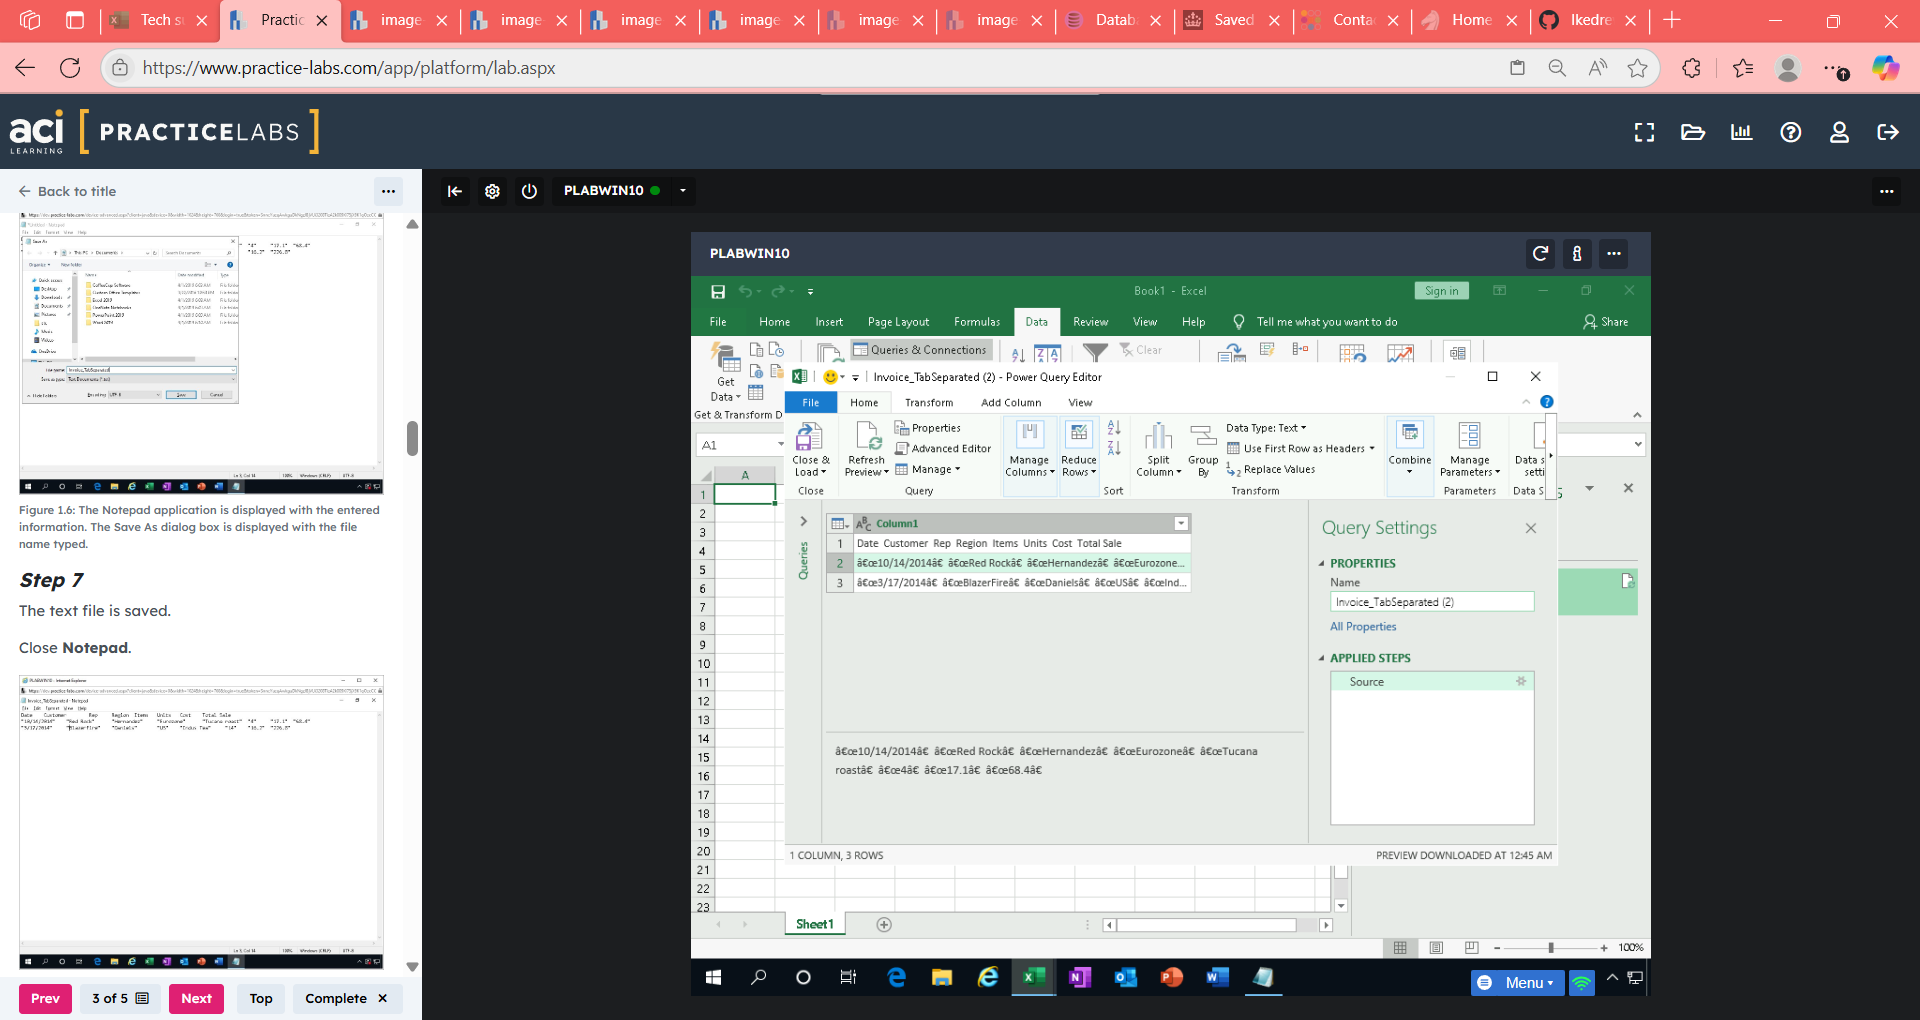 Tech su
Practic
image
image
image
image
image
image
Datab
Saved
Conta
Home
Ikedre
https://www.practice-labs.com/app/platform/lab.aspx
aci LEARNING [ PRACTICELABS ]
Back to title
PLABWIN10
Figure 1.6: The Notepad application is displayed with the entered
information. The Save As dialog box is displayed with the file
name typed.
Step 7
The text file is saved.
Close Notepad.
Prev
3 of 5
Next
Top
Complete ×
PLABWIN10
Book1 - Excel
Sign in
File Home Insert Page Layout Formulas Data Review View Help Tell me what you want to do Share
Queries & Connections
Clear
Get
Data
Get & Transform D
A1
A
1
2
3
4
5
6
7
8
9
10
11
12
13
14
15
16
17
18
19
20
21
22
23
Invoice_TabSeparated (2) - Power Query Editor
File Home Transform Add Column View
Close &
Load
Close
Refresh
Preview
Properties
Advanced Editor
Manage
Query
Manage
Columns
Reduce
Rows
Sort
Split
Column
Group
By
Data Type: Text
Use First Row as Headers
Replace Values
Transform
Combine
Manage
Parameters
Parameters
Data s
setti
Data S
Queries
Column1
1 Date Customer Rep Region Items Units Cost Total Sale
2 â€œ10/14/2014â€ â€œRed Rockâ€ â€œHernandezâ€ â€œEurozone...
3 â€œ3/17/2014â€ â€œBlazerFireâ€ â€œDanielsâ€ â€œUSâ€ â€œInd...
â€œ10/14/2014â€ â€œRed Rockâ€ â€œHernandezâ€ â€œEurozoneâ€ â€œTucana
roastâ€ â€œ4â€ â€œ17.1â€ â€œ68.4â€
Query Settings
PROPERTIES
Name
Invoice_TabSeparated (2)
All Properties
APPLIED STEPS
Source
1 COLUMN, 3 ROWS
PREVIEW DOWNLOADED AT 12:45 AM
Sheet1
100%
Menu